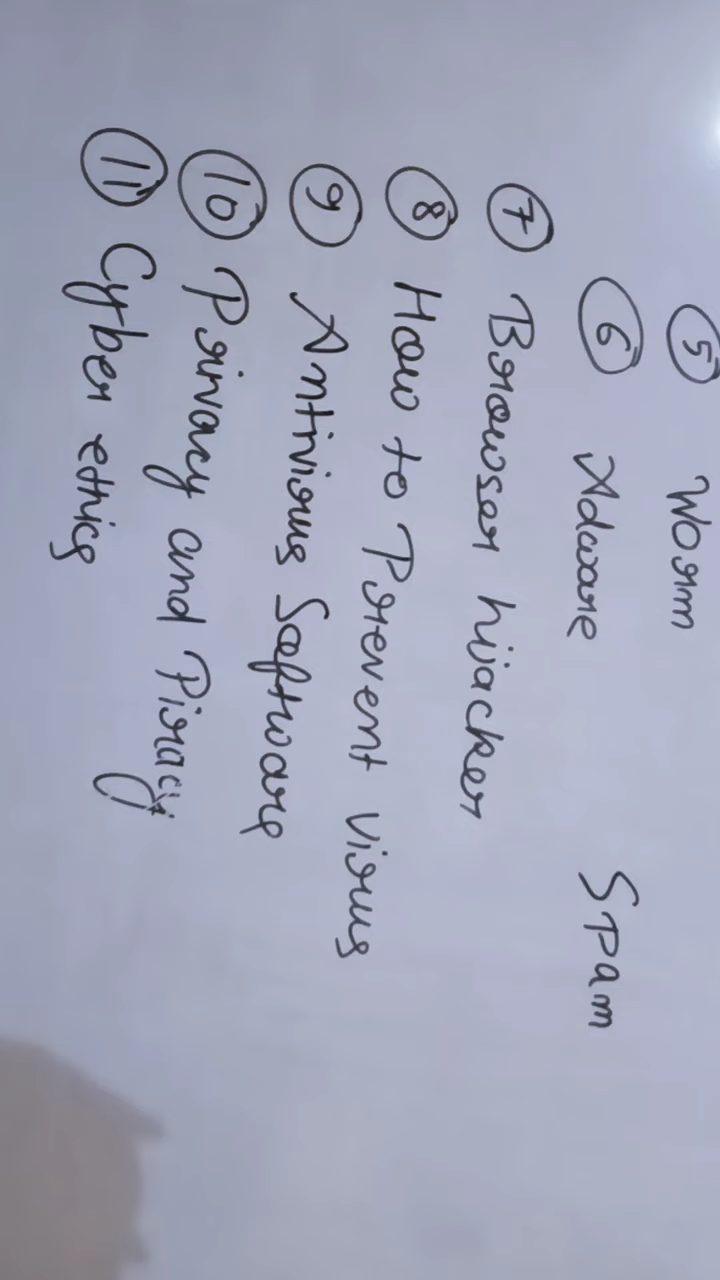 5 Worm
6 Adware Spam
7 Browser hijacker
8 How to Prevent Virus
9 Antivirus Software
10 Privacy and Piracy
11 Cyber ethics